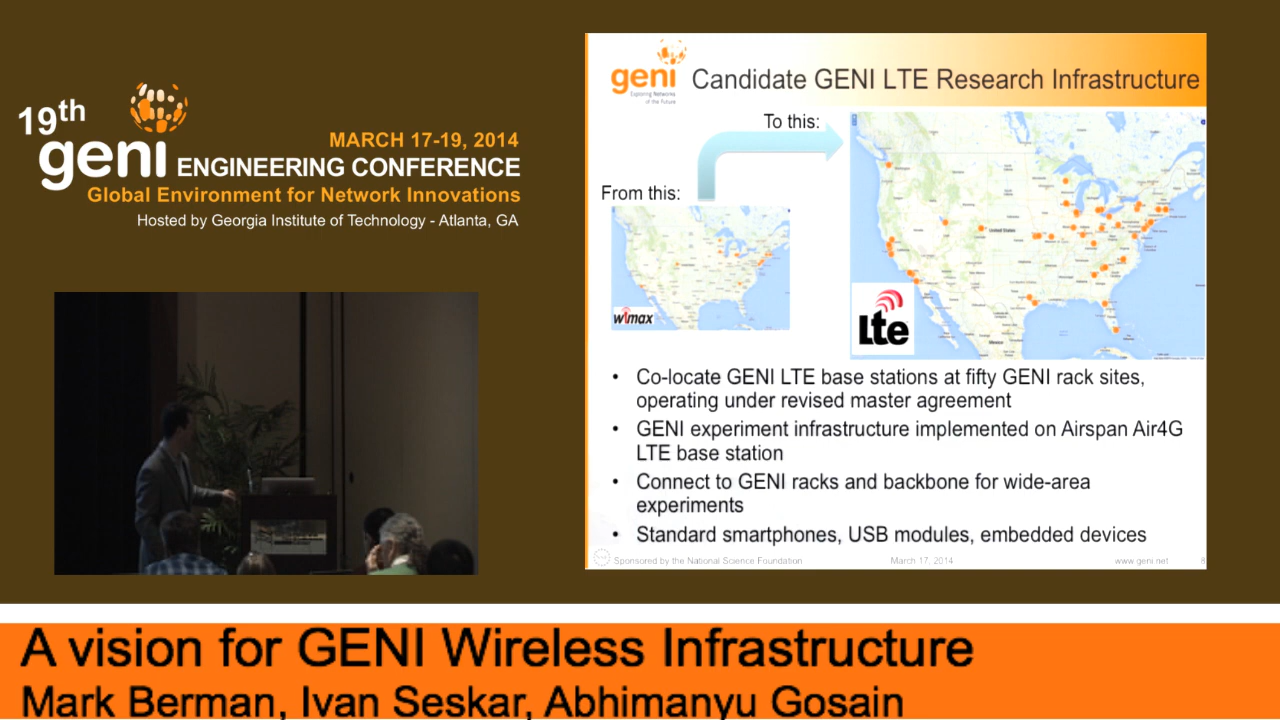 19th
geni
MARCH 17-19, 2014
ENGINEERING CONFERENCE
Global Environment for Network Innovations
Hosted by Georgia Institute of Technology - Atlanta, GA
geni
Exploring Networks
of the Future
Candidate GENI LTE Research Infrastructure
To this:
From this:
wimax
Lte
United States
Mexico
• Co-locate GENI LTE base stations at fifty GENI rack sites,
operating under revised master agreement
• GENI experiment infrastructure implemented on Airspan Air4G
LTE base station
• Connect to GENI racks and backbone for wide-area
experiments
• Standard smartphones, USB modules, embedded devices
Sponsored by the National Science Foundation
March 17, 2014
www.geni.net
8
A vision for GENI Wireless Infrastructure
Mark Berman, Ivan Seskar, Abhimanyu Gosain